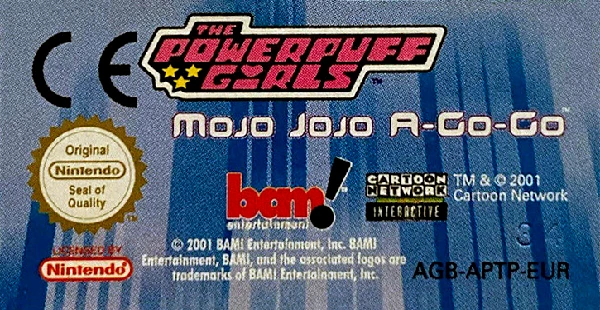 CE
THE
POWERPUFF
GIRLS
TM
Mojo Jojo A-Go-Go™
Original
Nintendo
Seal of
Quality
TM
LICENSED BY
Nintendo
bam!™
entertainment
CARTOON
NETWORK
INTERACTIVE
TM & © 2001
Cartoon Network
© 2001 BAM! Entertainment, Inc. BAM!
Entertainment, BAM!, and the associated logos are
trademarks of BAM! Entertainment, Inc.
AGB-APTP-EUR